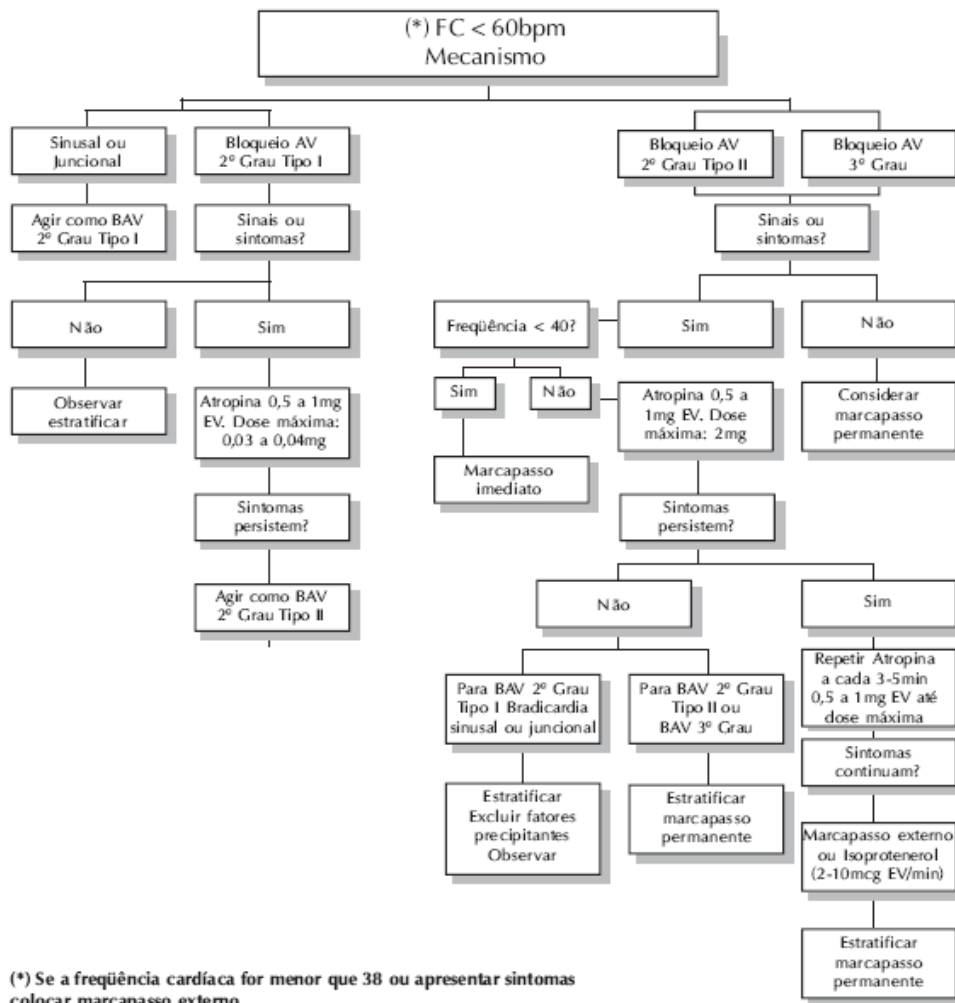 (*) FC < 60bpm
Mecanismo
Sinusal ou
Juncional
Bloqueio AV
2º Grau Tipo I
Bloqueio AV
2º Grau Tipo II
Bloqueio AV
3º Grau
Agir como BAV
2º Grau Tipo I
Sinais ou
sintomas?
Sinais ou
sintomas?
Não
Sim
Freqüência < 40?
Sim
Não
Observar
estratificar
Atropina 0,5 a 1mg
EV. Dose máxima:
0,03 a 0,04mg
Sim
Não
Atropina 0,5 a
1mg EV. Dose
máxima: 2mg
Considerar
marcapasso
permanente
Marcapasso
imediato
Sintomas
persistem?
Sintomas
persistem?
Agir como BAV
2º Grau Tipo II
Não
Sim
Para BAV 2º Grau
Tipo I Bradicardia
sinusal ou juncional
Para BAV 2º Grau
Tipo II ou
BAV 3º Grau
Repetir Atropina
a cada 3-5min
0,5 a 1mg EV até
dose máxima
Sintomas
continuam?
Estratificar
Excluir fatores
precipitantes
Observar
Estratificar
marcapasso
permanente
Marcapasso externo
ou Isoprotenerol
(2-10mcg EV/min)
Estratificar
marcapasso
permanente
(*) Se a freqüência cardíaca for menor que 38 ou apresentar sintomas
colocar marcapasso externo